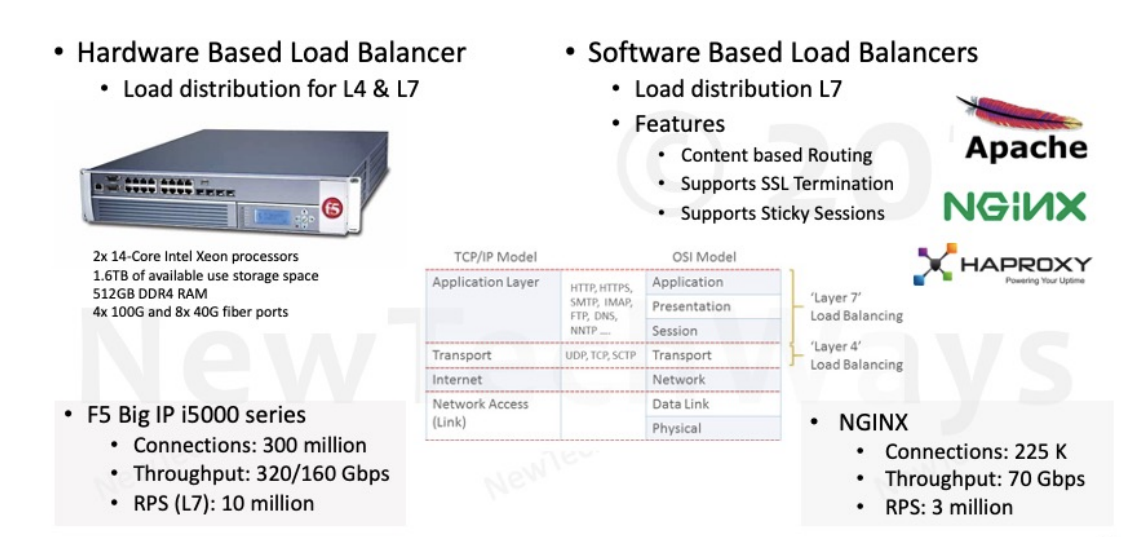 • Hardware Based Load Balancer
• Load distribution for L4 & L7
f5
2x 14-Core Intel Xeon processors
1.6TB of available use storage space
512GB DDR4 RAM
4x 100G and 8x 40G fiber ports
• F5 Big IP i5000 series
• Connections: 300 million
• Throughput: 320/160 Gbps
• RPS (L7): 10 million
• Software Based Load Balancers
• Load distribution L7
• Features
• Content based Routing
• Supports SSL Termination
• Supports Sticky Sessions
Apache
NGINX
HAPROXY
Powering Your Uptime
TCP/IP Model
OSI Model
Application Layer
HTTP, HTTPS,
SMTP, IMAP,
FTP, DNS,
NNTP ....
Application
Presentation
Session
Transport
UDP, TCP, SCTP
Transport
Internet
Network
Network Access
(Link)
Data Link
Physical
'Layer 7'
Load Balancing
'Layer 4'
Load Balancing
• NGINX
• Connections: 225 K
• Throughput: 70 Gbps
• RPS: 3 million